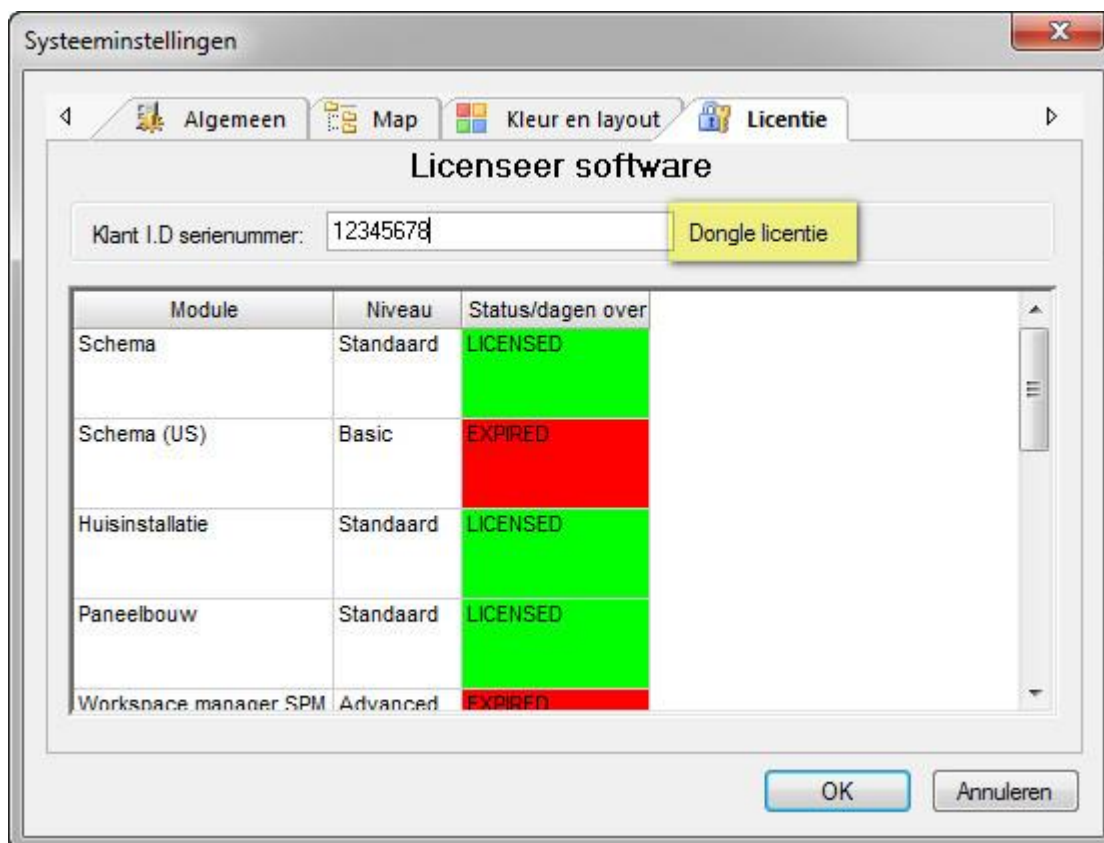 Systeeminstellingen
Algemeen Map Kleur en layout Licentie
Licenseer software
Klant I.D serienummer: 12345678 Dongle licentie
Module Niveau Status/dagen over
Schema Standaard LICENSED
Schema (US) Basic EXPIRED
Huisinstallatie Standaard LICENSED
Paneelbouw Standaard LICENSED
Workspace manager SPM Advanced EXPIRED
OK Annuleren